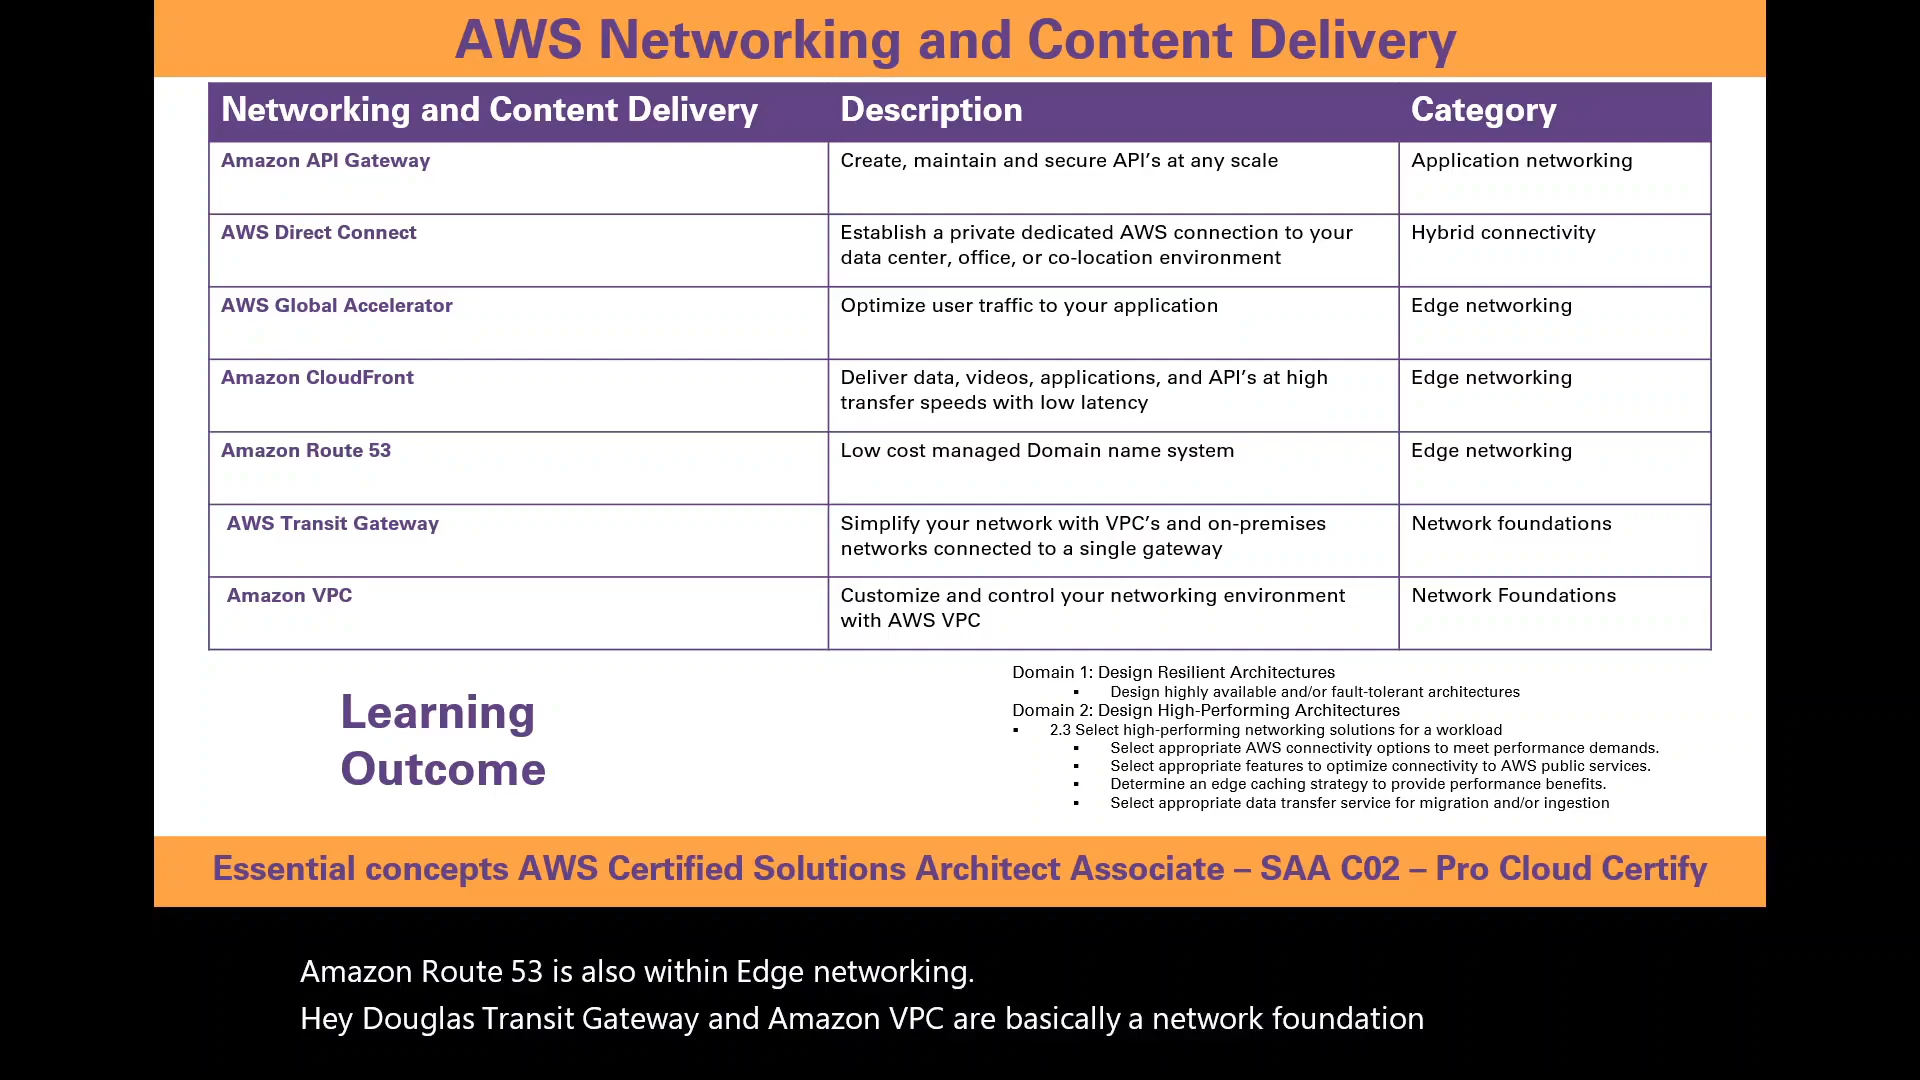 AWS Networking and Content Delivery
Networking and Content Delivery Description Category
Amazon API Gateway Create, maintain and secure API's at any scale Application networking
AWS Direct Connect Establish a private dedicated AWS connection to your Hybrid connectivity
data center, office, or co-location environment
AWS Global Accelerator Optimize user traffic to your application Edge networking
Amazon CloudFront Deliver data, videos, applications, and API's at high Edge networking
transfer speeds with low latency
Amazon Route 53 Low cost managed Domain name system Edge networking
AWS Transit Gateway Simplify your network with VPC's and on-premises Network foundations
networks connected to a single gateway
Amazon VPC Customize and control your networking environment Network Foundations
with AWS VPC
Learning
Outcome
Domain 1: Design Resilient Architectures
▪ Design highly available and/or fault-tolerant architectures
Domain 2: Design High-Performing Architectures
▪ 2.3 Select high-performing networking solutions for a workload
▪ Select appropriate AWS connectivity options to meet performance demands.
▪ Select appropriate features to optimize connectivity to AWS public services.
▪ Determine an edge caching strategy to provide performance benefits.
▪ Select appropriate data transfer service for migration and/or ingestion
Essential concepts AWS Certified Solutions Architect Associate – SAA C02 – Pro Cloud Certify
Amazon Route 53 is also within Edge networking.
Hey Douglas Transit Gateway and Amazon VPC are basically a network foundation